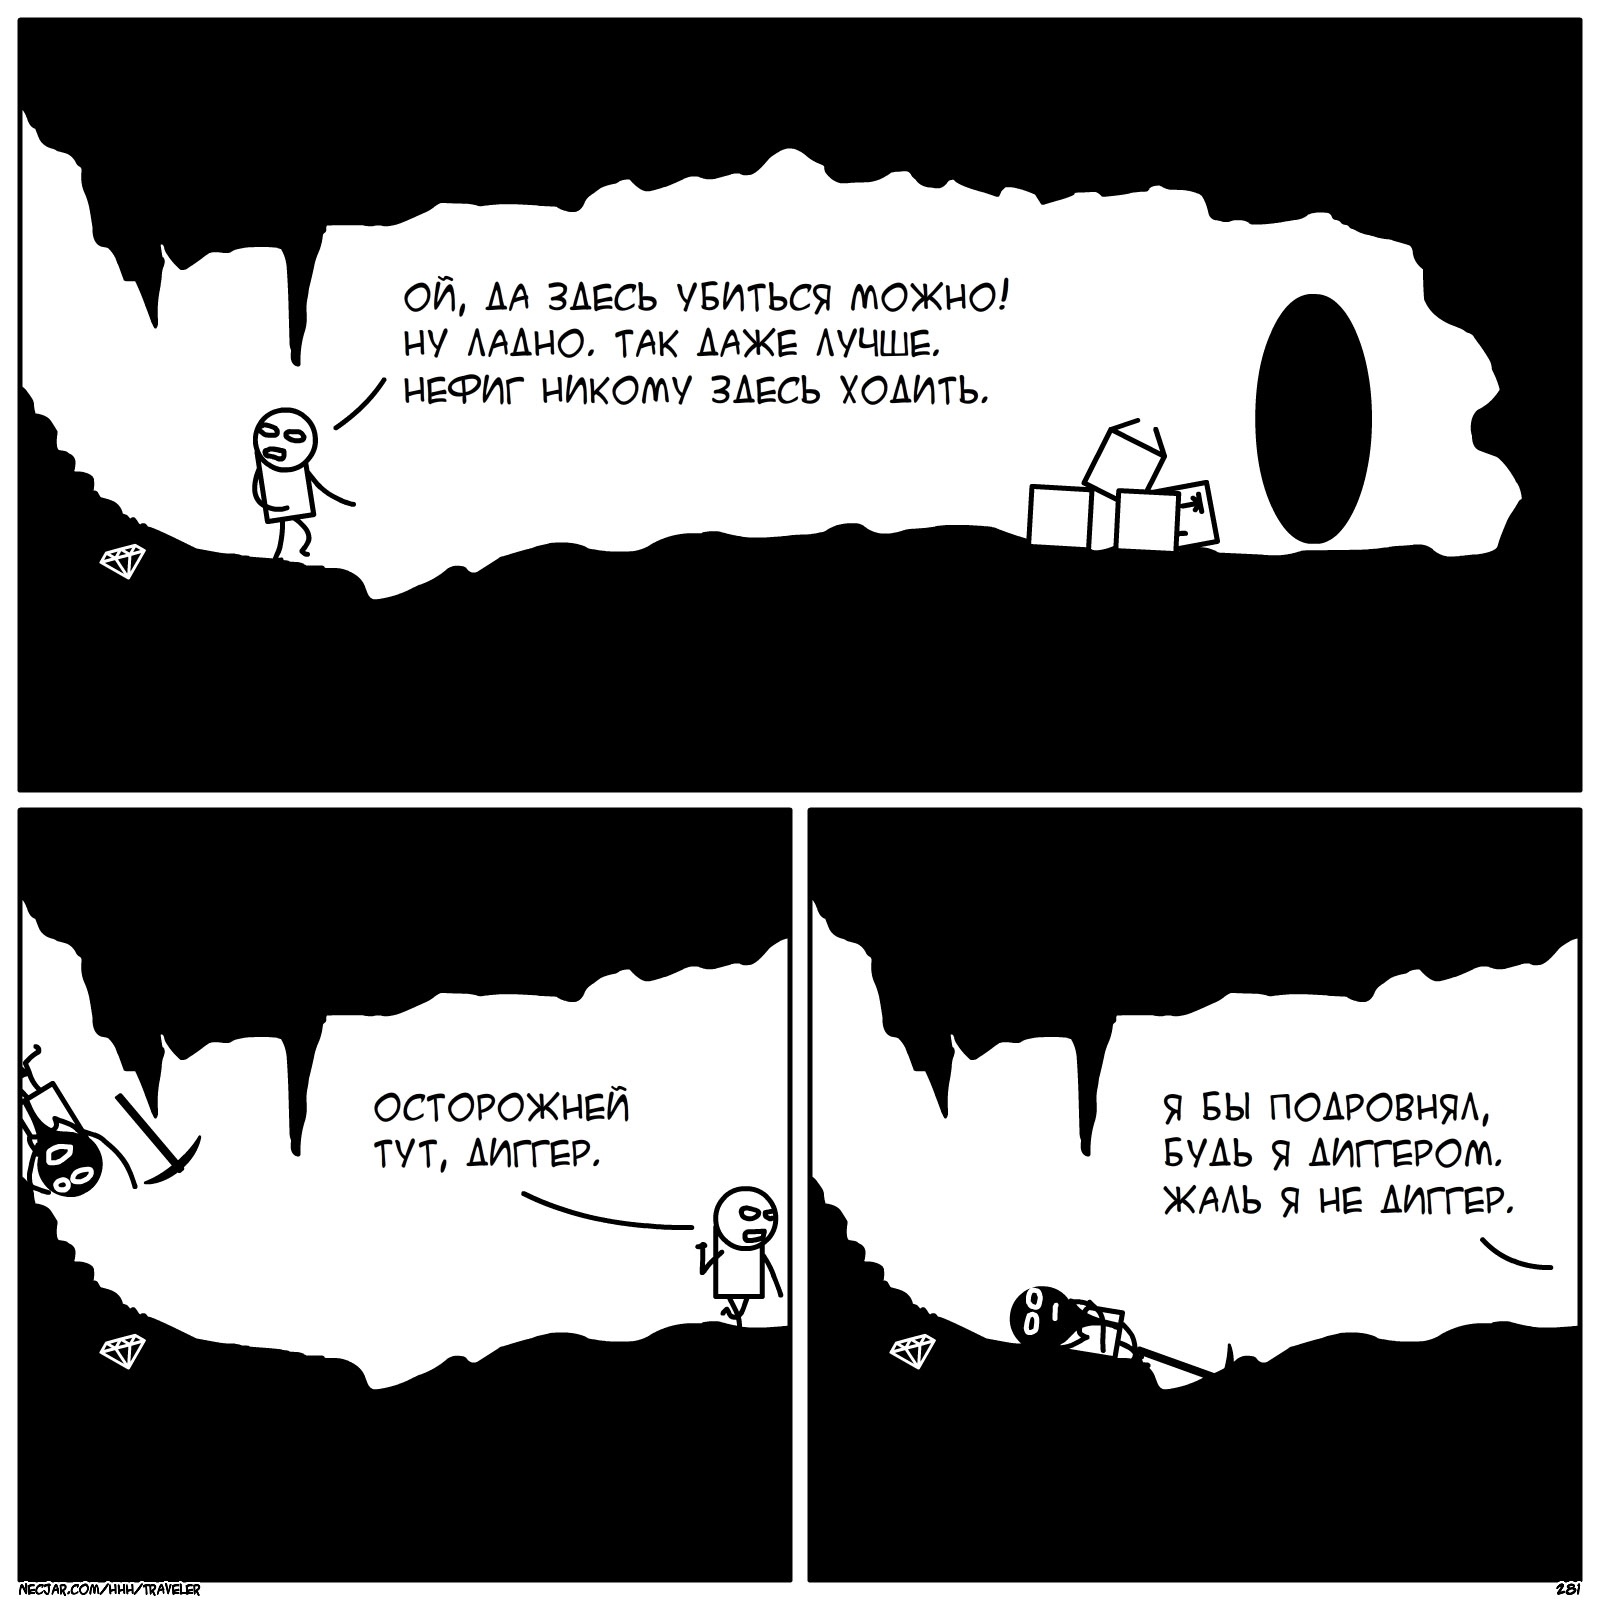 ОЙ, ДА ЗДЕСЬ УБИТЬСЯ МОЖНО!
НУ ЛАДНО. ТАК ДАЖЕ ЛУЧШЕ.
НЕФИГ НИКОМУ ЗДЕСЬ ХОДИТЬ.
ОСТОРОЖНЕЙ
ТУТ, ДИГГЕР.
Я БЫ ПОДРОВНЯЛ,
БУДЬ Я ДИГГЕРОМ.
ЖАЛЬ Я НЕ ДИГГЕР.
NECJAR.COM/HHH/TRAVELER
281